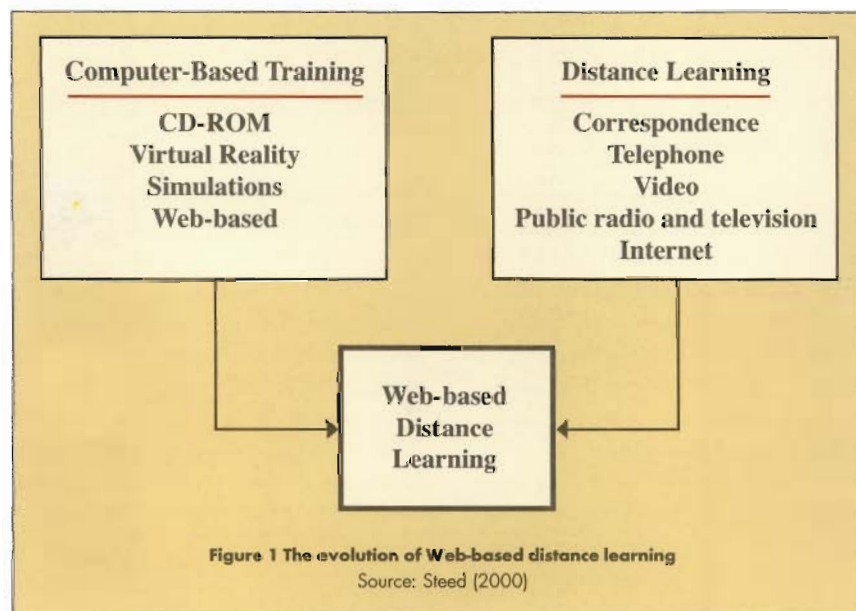 Computer-Based Training
CD-ROM
Virtual Reality
Simulations
Web-based
Distance Learning
Correspondence
Telephone
Video
Public radio and television
Internet
Web-based
Distance
Learning
Figure 1 The evolution of Web-based distance learning
Source: Steed (2000)